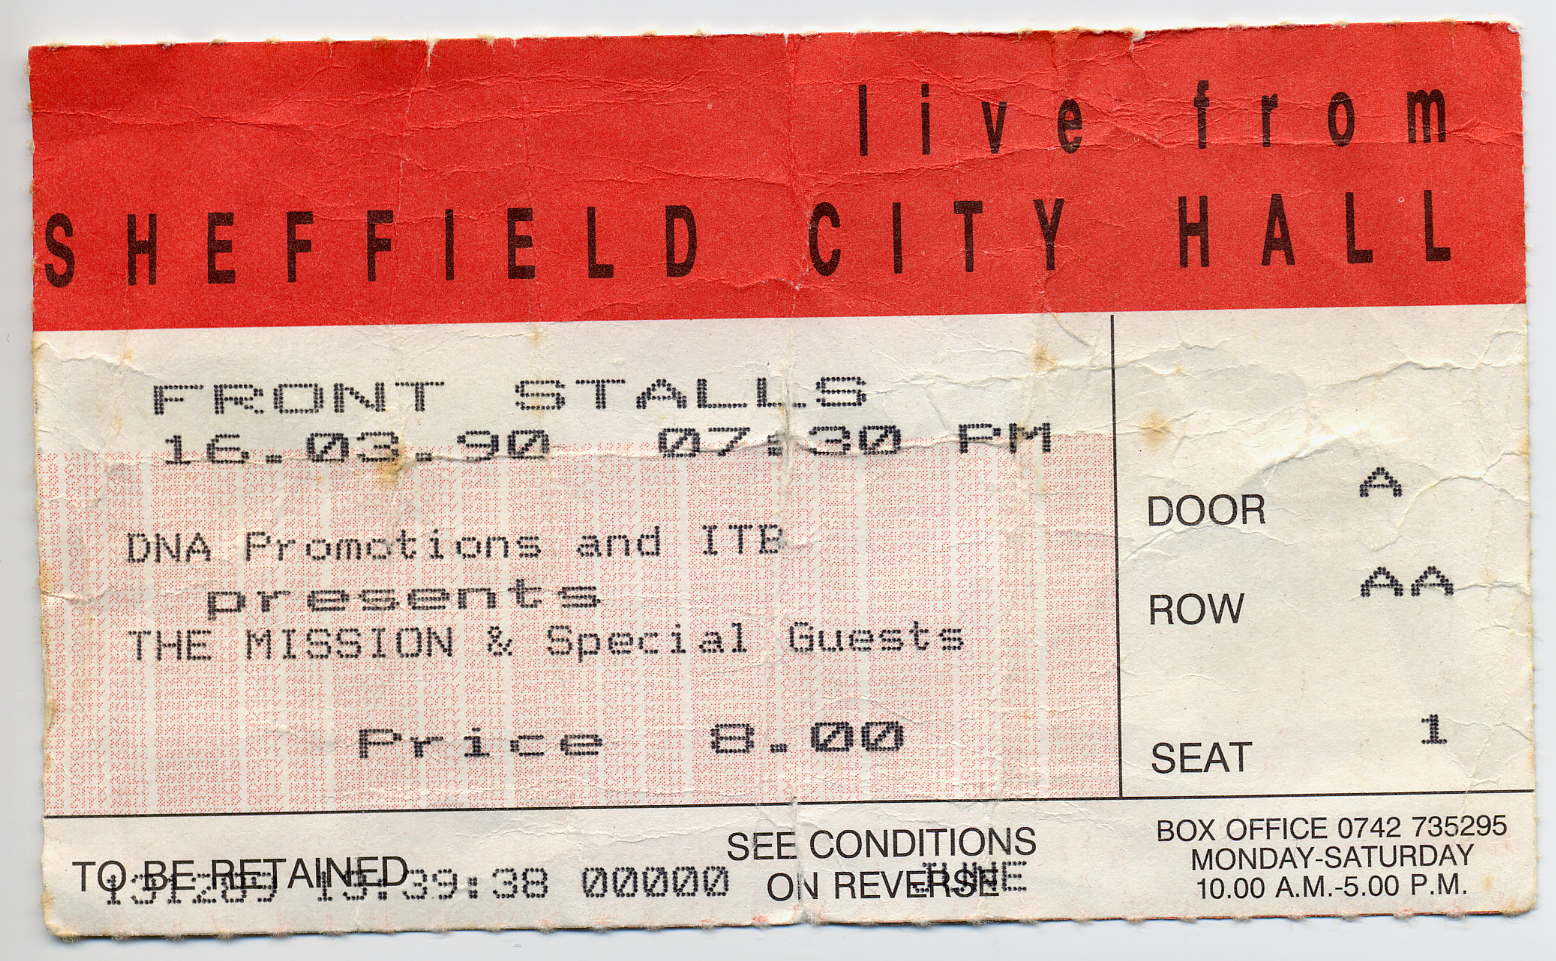 live from
SHEFFIELD CITY HALL
FRONT STALLS
16.03.90 07:30 PM
DNA Promotions and ITB
presents
THE MISSION & Special Guests
Price 8.00
DOOR A
ROW AA
SEAT 1
TO BE RETAINED
131289 13:39:38 00000
SEE CONDITIONS
ON REVERSE
BOX OFFICE 0742 735295
MONDAY-SATURDAY
10.00 A.M.-5.00 P.M.